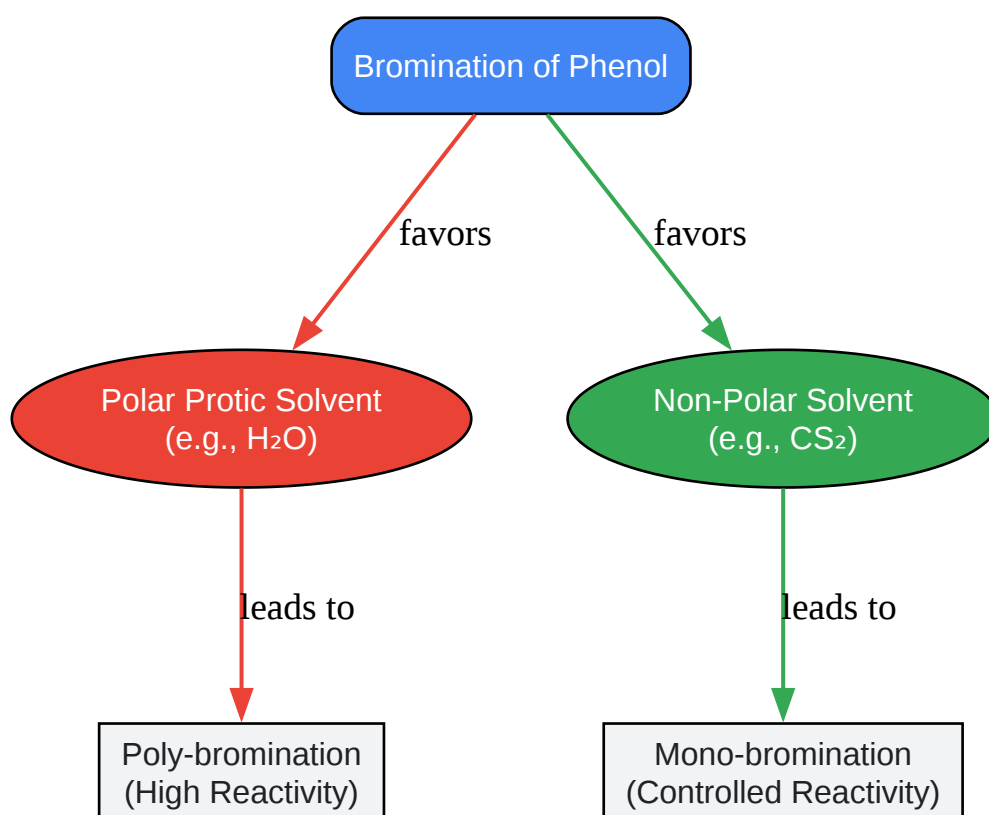 Bromination of Phenol
favors
favors
Polar Protic Solvent
(e.g., H₂O)
Non-Polar Solvent
(e.g., CS₂)
leads to
leads to
Poly-bromination
(High Reactivity)
Mono-bromination
(Controlled Reactivity)